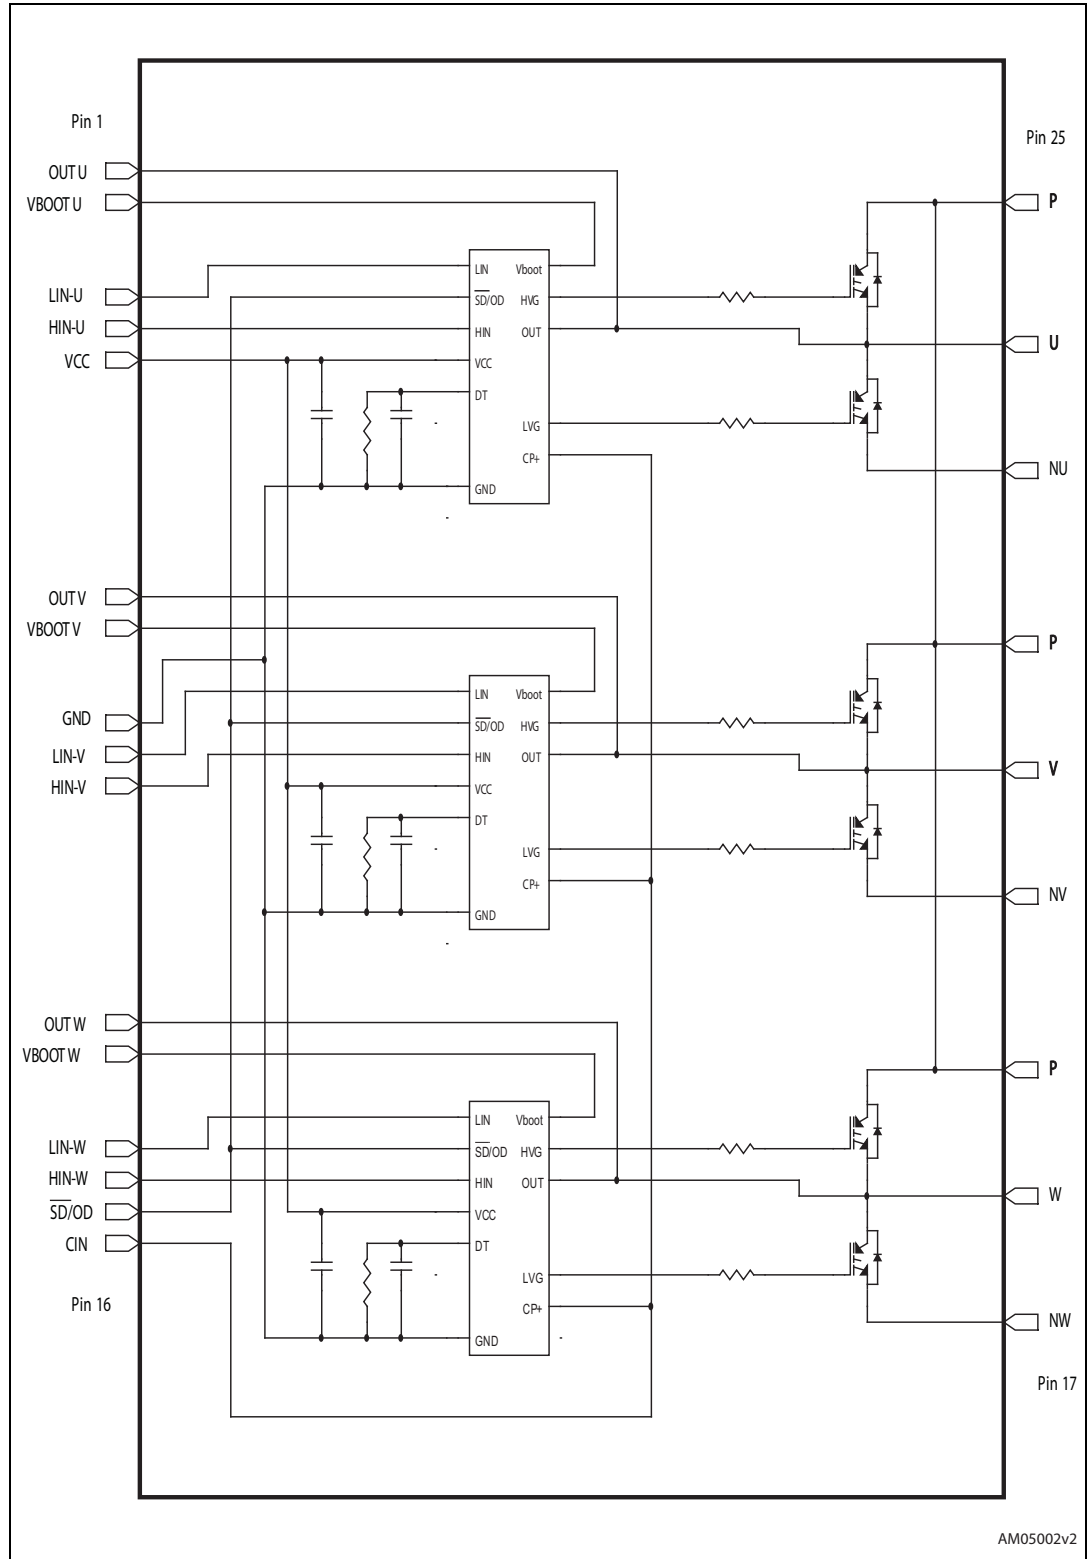 Pin 1
Pin 25
OUT U
VBOOT U
P
LIN Vboot
LIN-U
SD/OD HVG
HIN-U
HIN OUT
U
VCC
VCC
DT
LVG
CP+
NU
GND
OUT V
VBOOT V
P
GND
LIN Vboot
SD/OD HVG
LIN-V
HIN OUT
V
HIN-V
VCC
DT
LVG
CP+
NV
GND
OUT W
VBOOT W
P
LIN Vboot
LIN-W
SD/OD HVG
HIN-W
HIN OUT
W
SD/OD
VCC
CIN
DT
LVG
Pin 16
CP+
NW
GND
Pin 17
AM05002v2